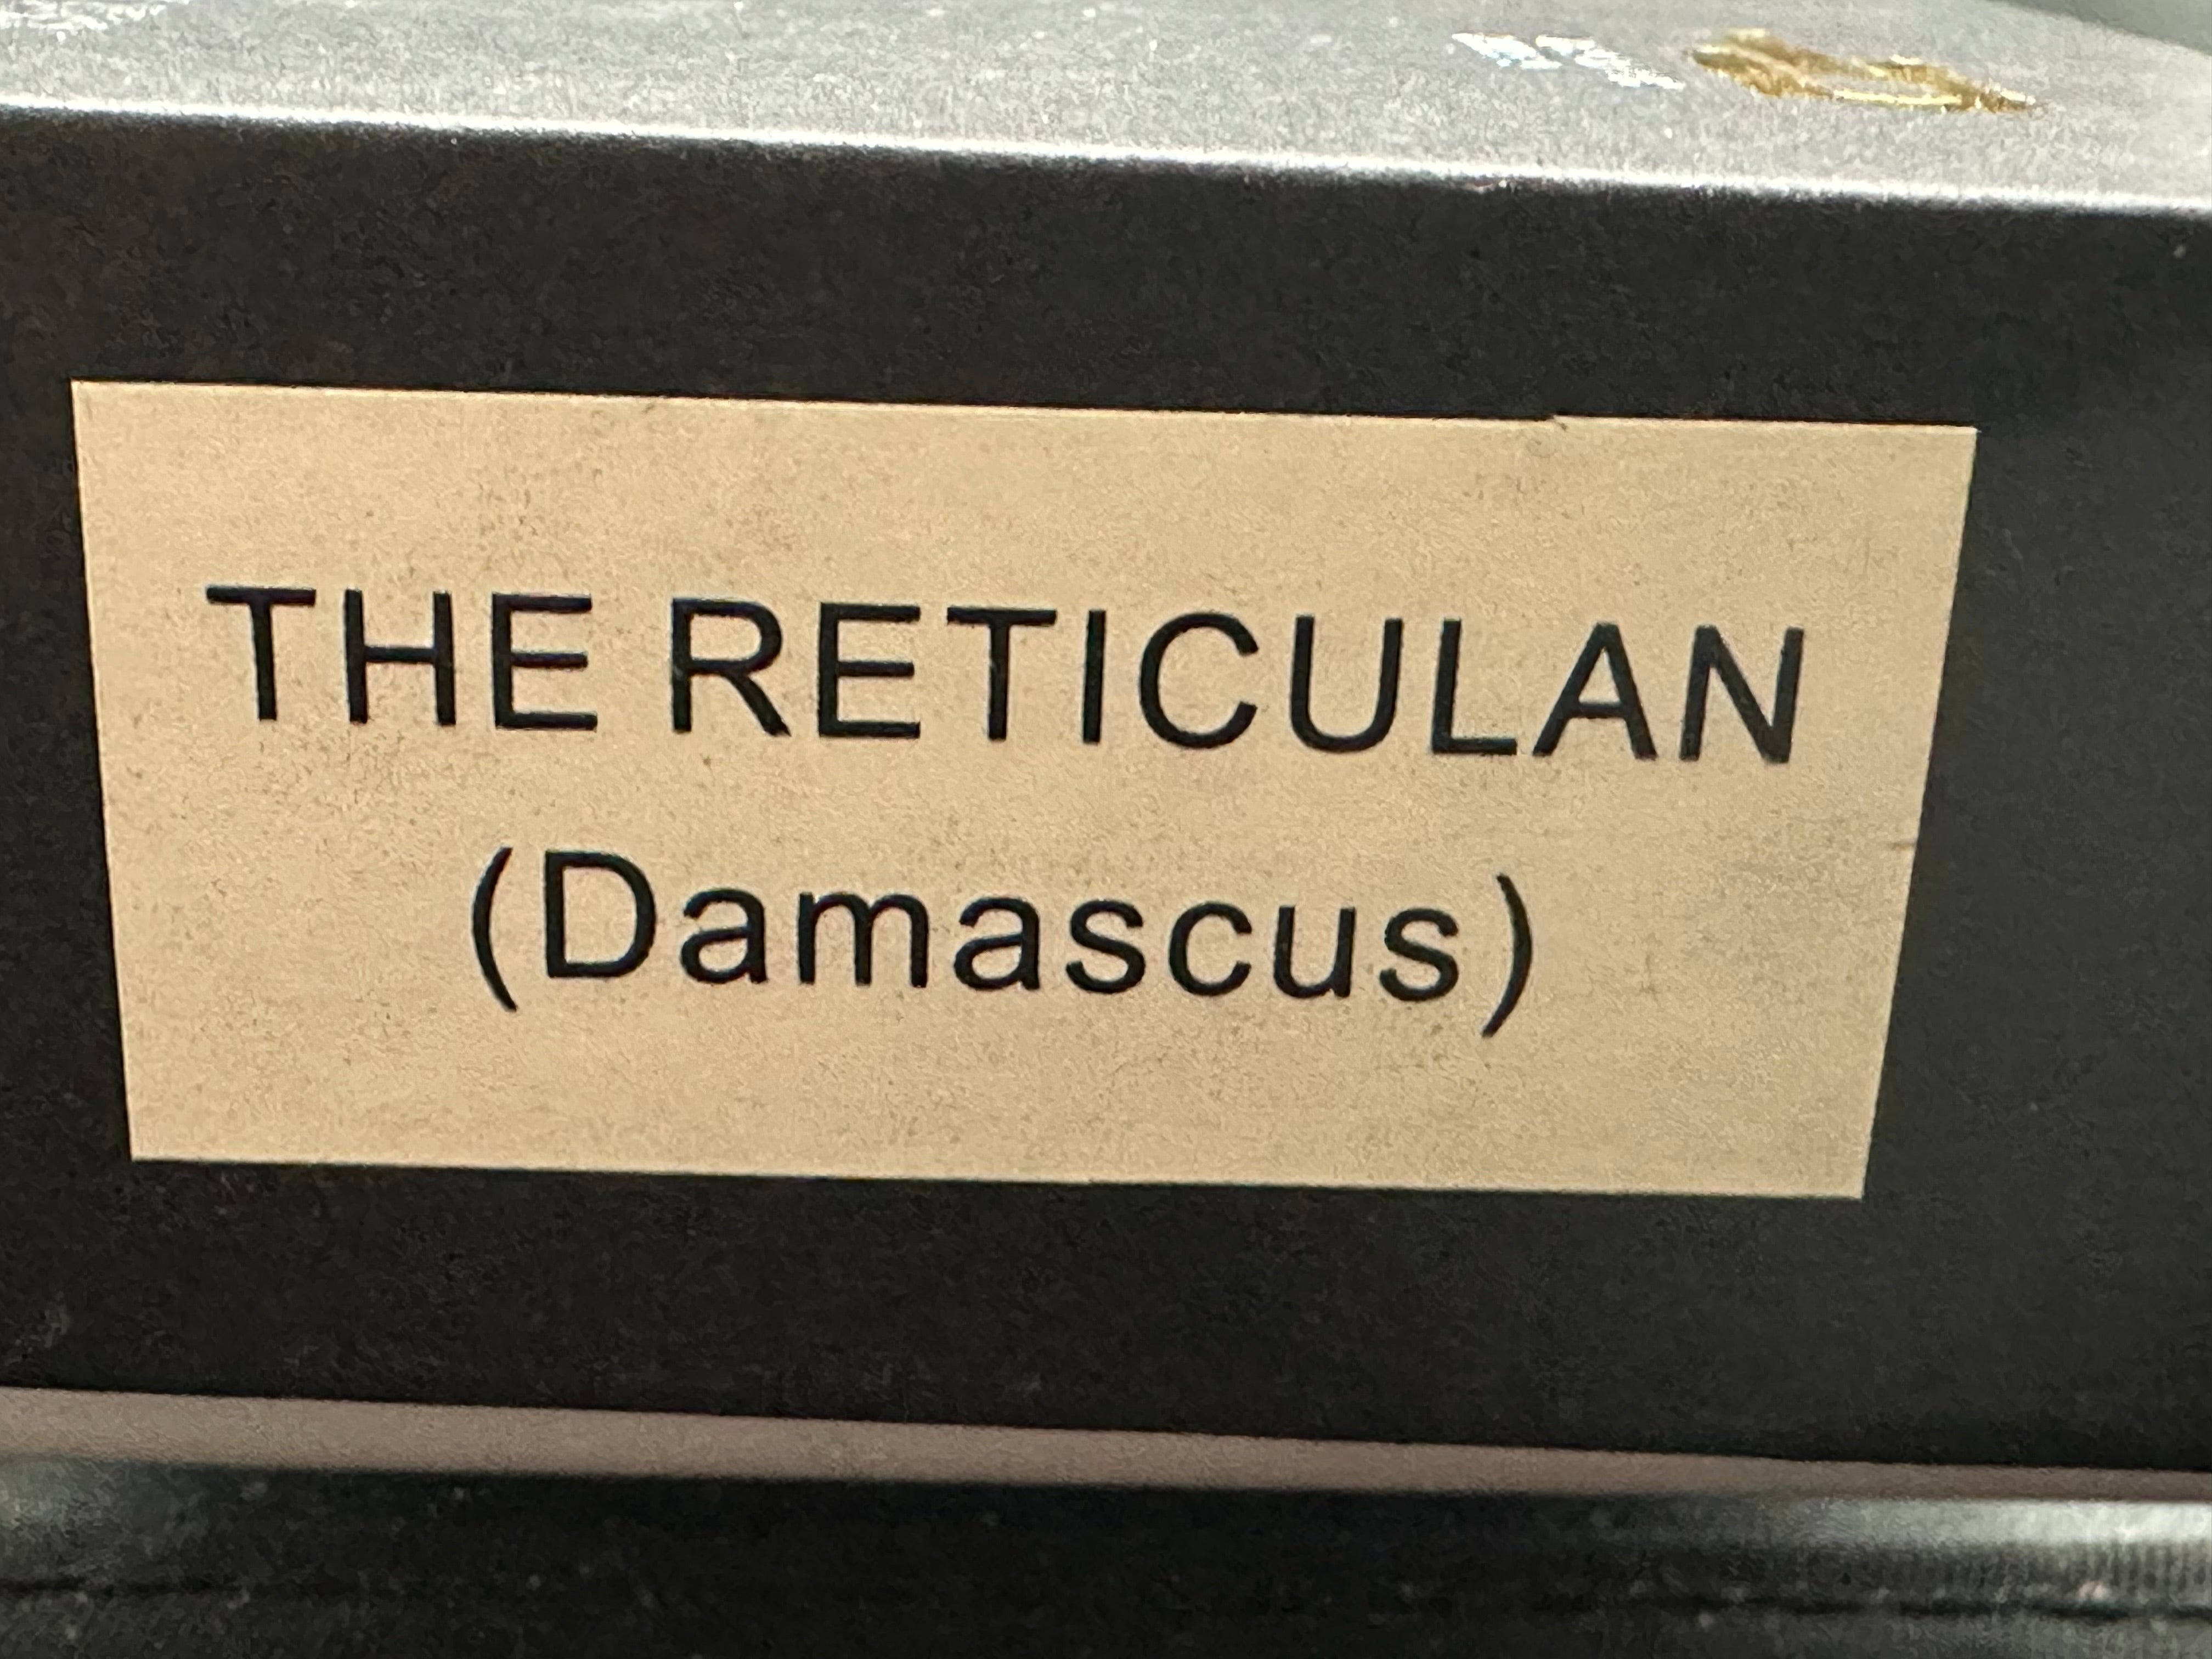 THE RETICULAN
(Damascus)